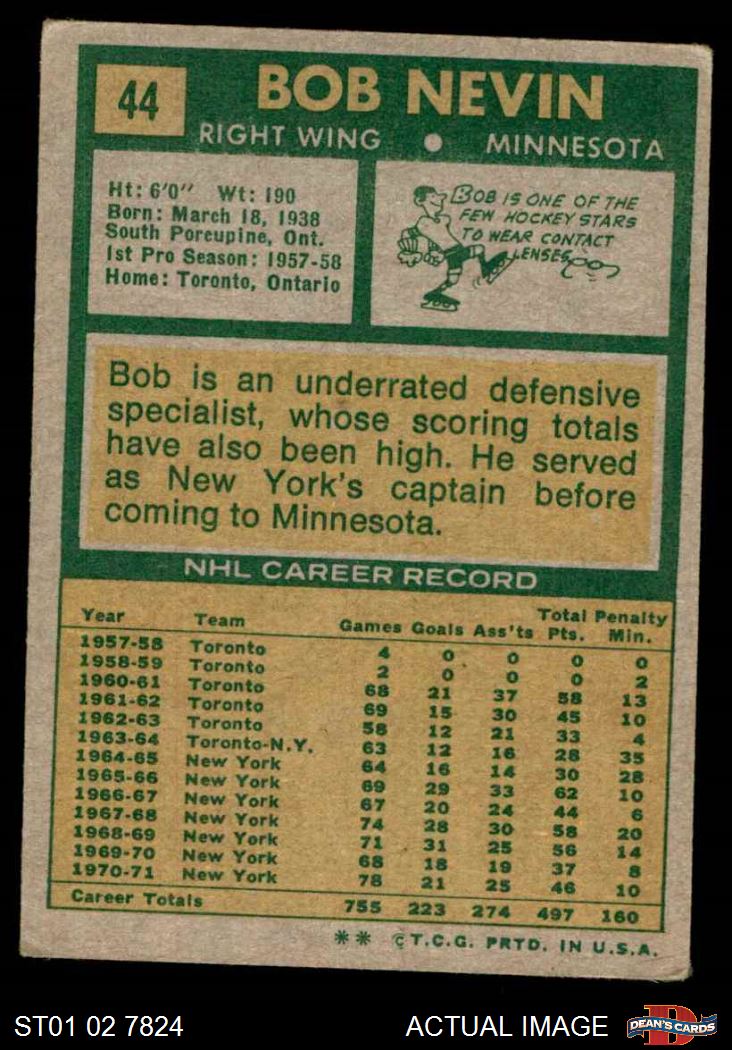 44
BOB NEVIN
RIGHT WING ● MINNESOTA
Ht: 6'0" Wt: 190
Born: March 18, 1938
South Porcupine, Ont.
1st Pro Season: 1957-58
Home: Toronto, Ontario
BOB IS ONE OF THE
FEW HOCKEY STARS
TO WEAR CONTACT
LENSES
Bob is an underrated defensive
specialist, whose scoring totals
have also been high. He served
as New York's captain before
coming to Minnesota.
NHL CAREER RECORD
Year Team Games Goals Ass'ts Total Pts. Penalty Min.
1957-58 Toronto 4 0 0 0 0
1958-59 Toronto 2 0 0 0 2
1960-61 Toronto 68 21 37 58 13
1961-62 Toronto 69 15 30 45 10
1962-63 Toronto 58 12 21 33 4
1963-64 Toronto-N.Y. 63 12 16 28 35
1964-65 New York 64 16 14 30 28
1965-66 New York 69 29 33 62 10
1966-67 New York 67 20 24 44 6
1967-68 New York 74 28 30 58 20
1968-69 New York 71 31 25 56 14
1969-70 New York 68 18 19 37 8
1970-71 New York 78 21 25 46 10
Career Totals 755 223 274 497 160
** © T.C.G. PRTD. IN U.S.A.
ST01 02 7824 ACTUAL IMAGE DEAN'S CARDS